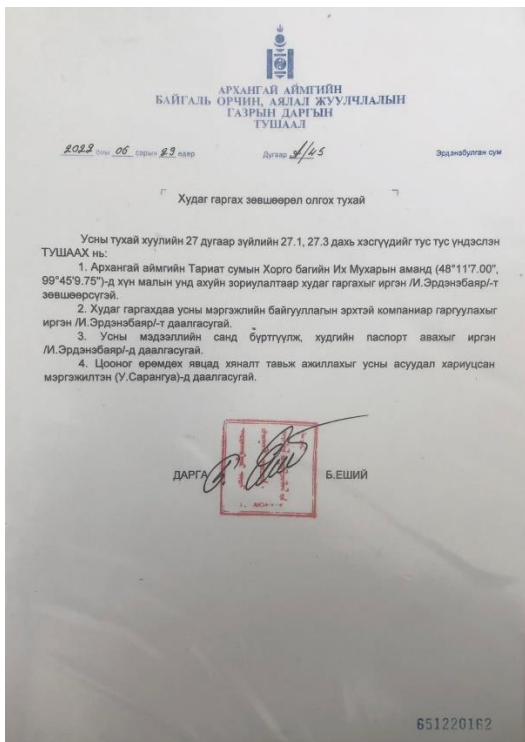 АРХАНГАЙ АЙМГИЙН
БАЙГАЛЬ ОРЧИН, АЯЛАЛ ЖУУЛЧЛАЛЫН
ГАЗРЫН ДАРГЫН
ТУШААЛ
2022 оны 06 сарын 29 өдөр Дугаар А/45 Эрдэнэбулган сум
Худаг гаргах зөвшөөрөл олгох тухай
Усны тухай хуулийн 27 дугаар зүйлийн 27.1, 27.3 дахь хэсгүүдийг тус тус үндэслэн
ТУШААХ нь:
1. Архангай аймгийн Тариат сумын Хорго багийн Их Мухарын аманд (48°11'7.00",
99°45'9.75")-д хүн малын унд ахуйн зориулалтаар худаг гаргахыг иргэн /И.Эрдэнэбаяр/-т
зөвшөөрсүгэй.
2. Худаг гаргахдаа усны мэргэжлийн байгууллагын эрхтэй компаниар гаргуулахыг
иргэн /И.Эрдэнэбаяр/-т даалгасугай.
3. Усны мэдээллийн санд бүртгүүлж, худгийн паспорт авахыг иргэн
/И.Эрдэнэбаяр/-д даалгасугай.
4. Цооног өрөмдөх явцад хяналт тавьж ажиллахыг усны асуудал хариуцсан
мэргэжилтэн (У.Сарангуа)-д даалгасугай.
ДАРГА Б.ЕШИЙ
651220162